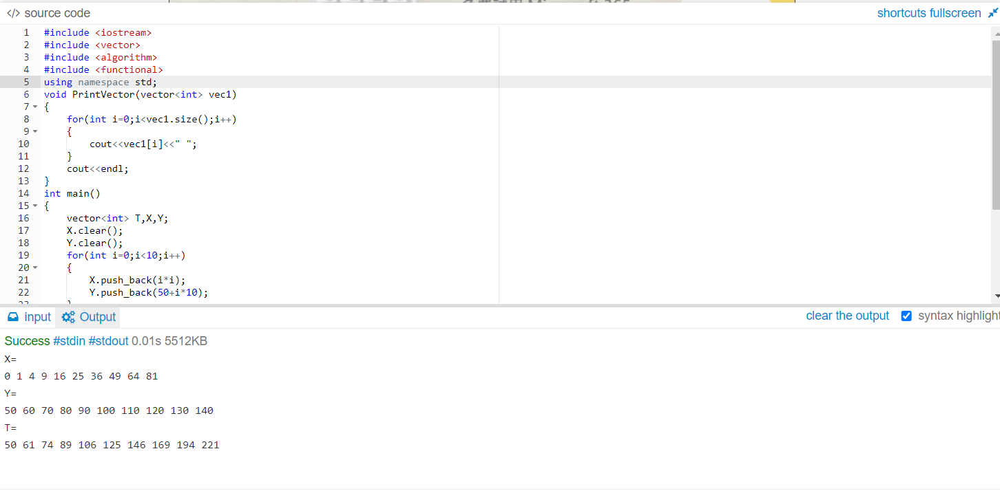 </> source code shortcuts fullscreen
1 #include <iostream>
2 #include <vector>
3 #include <algorithm>
4 #include <functional>
5 using namespace std;
6 void PrintVector(vector<int> vec1)
7 {
8 for(int i=0;i<vec1.size();i++)
9 {
10 cout<<vec1[i]<<" ";
11 }
12 cout<<endl;
13 }
14 int main()
15 {
16 vector<int> T,X,Y;
17 X.clear();
18 Y.clear();
19 for(int i=0;i<10;i++)
20 {
21 X.push_back(i*i);
22 Y.push_back(50+i*10);
input Output clear the output syntax highlight
Success #stdin #stdout 0.01s 5512KB
X=
0 1 4 9 16 25 36 49 64 81
Y=
50 60 70 80 90 100 110 120 130 140
T=
50 61 74 89 106 125 146 169 194 221